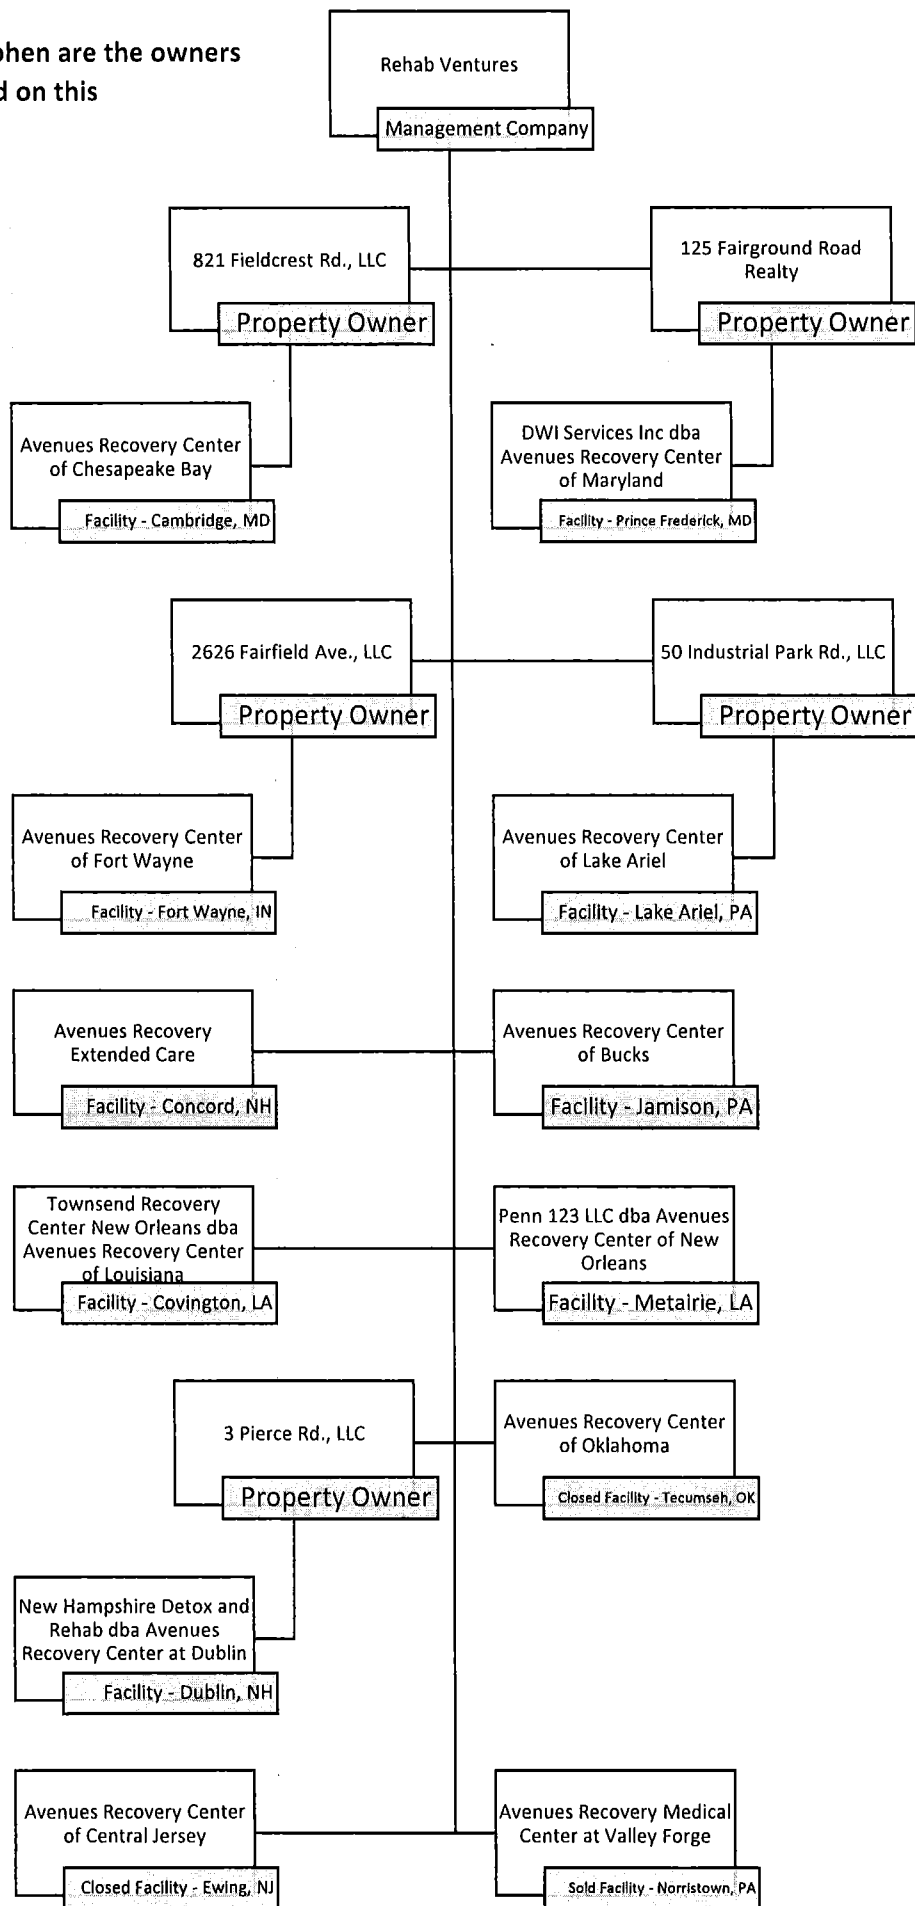 phen are the owners
d on this
Rehab Ventures
Management Company
821 Fieldcrest Rd., LLC
Property Owner
125 Fairground Road
Realty
Property Owner
Avenues Recovery Center
of Chesapeake Bay
Facility - Cambridge, MD
DWI Services Inc dba
Avenues Recovery Center
of Maryland
Facility - Prince Frederick, MD
2626 Fairfield Ave., LLC
Property Owner
50 Industrial Park Rd., LLC
Property Owner
Avenues Recovery Center
of Fort Wayne
Facility - Fort Wayne, IN
Avenues Recovery Center
of Lake Ariel
Facility - Lake Ariel, PA
Avenues Recovery
Extended Care
Facility - Concord, NH
Avenues Recovery Center
of Bucks
Facility - Jamison, PA
Townsend Recovery
Center New Orleans dba
Avenues Recovery Center
of Louisiana
Facility - Covington, LA
Penn 123 LLC dba Avenues
Recovery Center of New
Orleans
Facility - Metairie, LA
3 Pierce Rd., LLC
Property Owner
Avenues Recovery Center
of Oklahoma
Closed Facility - Tecumseh, OK
New Hampshire Detox and
Rehab dba Avenues
Recovery Center at Dublin
Facility - Dublin, NH
Avenues Recovery Center
of Central Jersey
Closed Facility - Ewing, NJ
Avenues Recovery Medical
Center at Valley Forge
Sold Facility - Norristown, PA